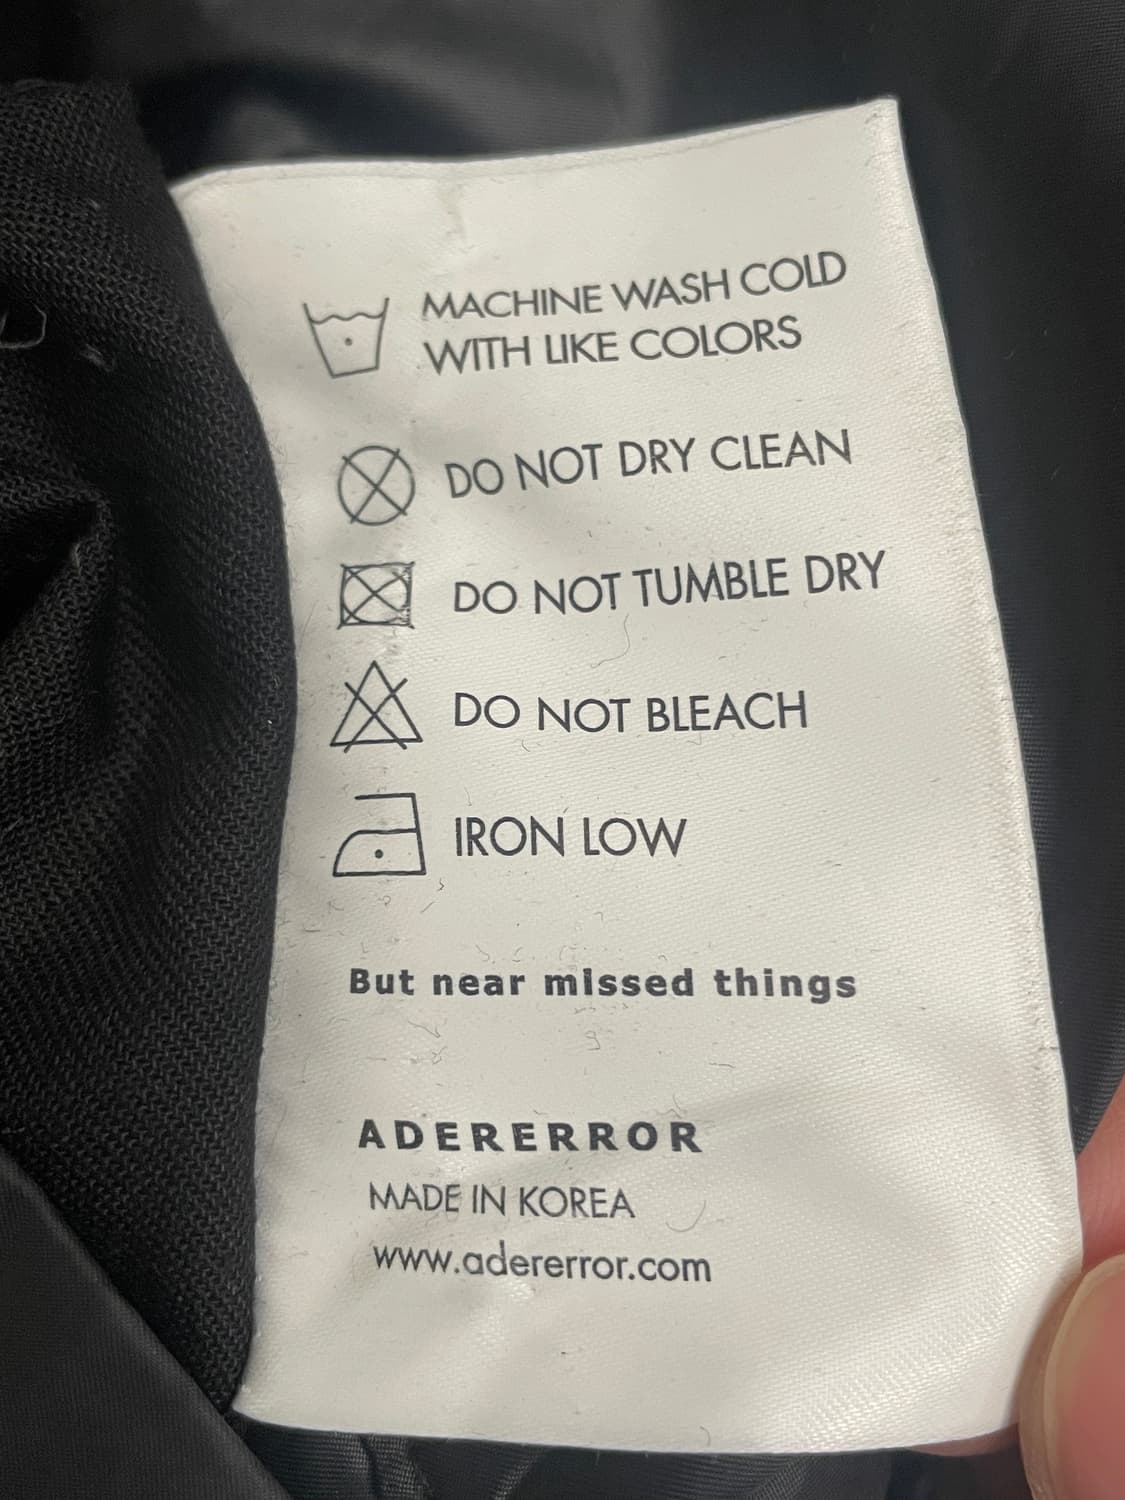 MACHINE WASH COLD
WITH LIKE COLORS
DO NOT DRY CLEAN
DO NOT TUMBLE DRY
DO NOT BLEACH
IRON LOW
But near missed things
ADERERROR
MADE IN KOREA
www.adererror.com